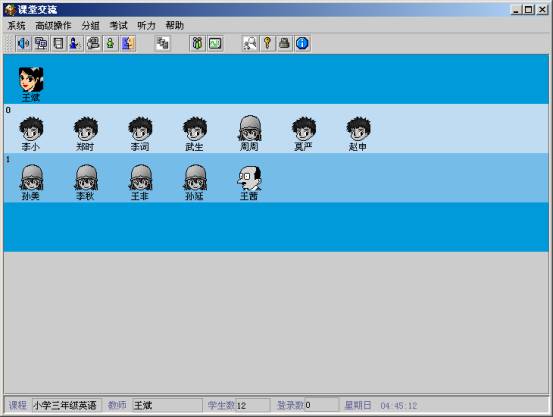 课堂交流
系统 高级操作 分组 考试 听力 帮助
王斌
0
李小 郑时 李词 武生 周周 莫严 赵申
1
孙美 李秋 王非 孙延 王茜
课程 小学三年级英语 教师 王斌 学生数 12 登录数 0 星期日 04:45:12